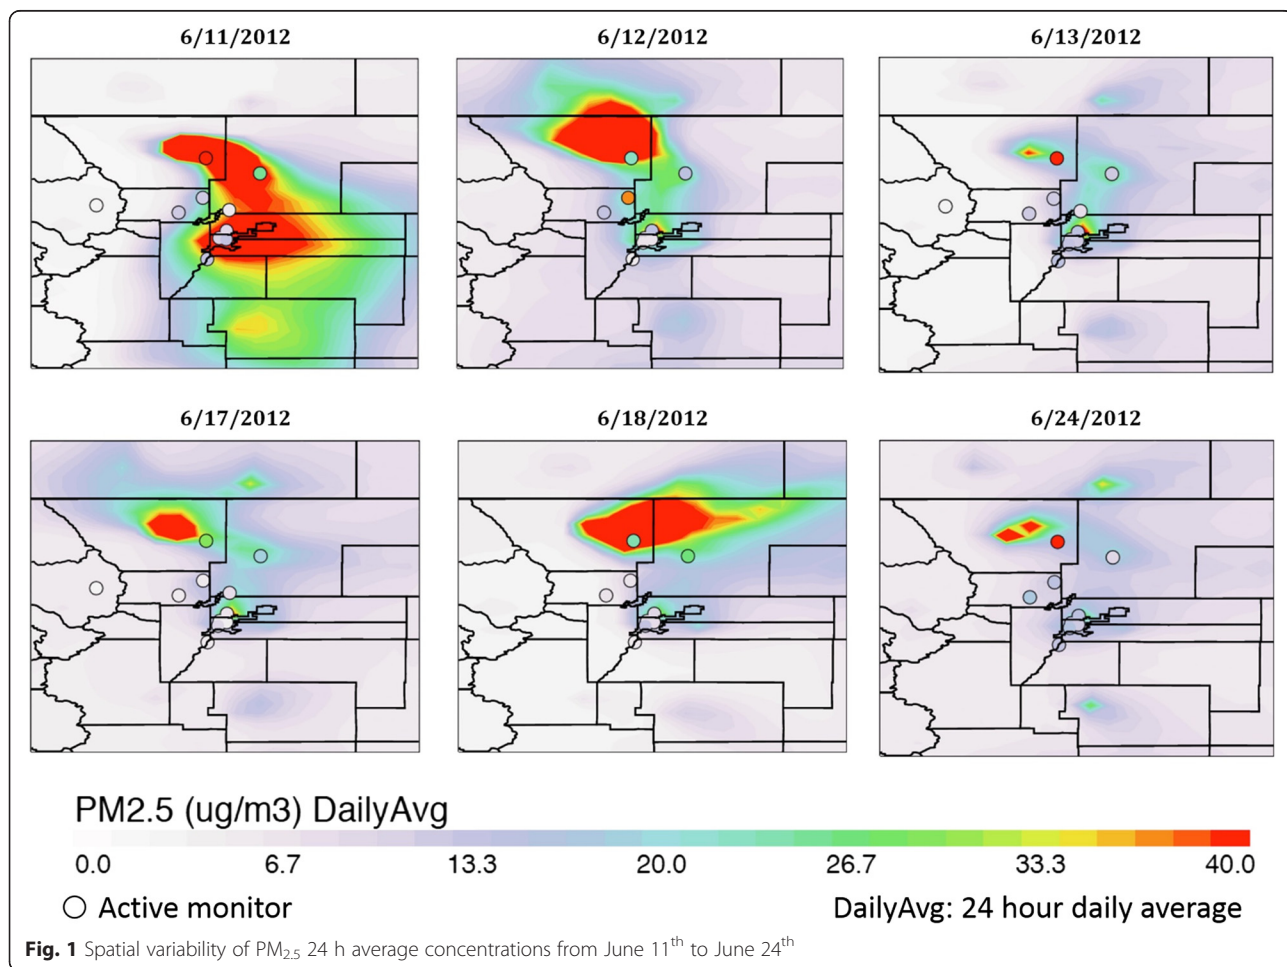 6/11/2012 6/12/2012 6/13/2012
6/17/2012 6/18/2012 6/24/2012
PM2.5 (ug/m3) DailyAvg
0.0 6.7 13.3 20.0 26.7 33.3 40.0
Active monitor DailyAvg: 24 hour daily average
Fig. 1 Spatial variability of PM2.5 24 h average concentrations from June 11th to June 24th